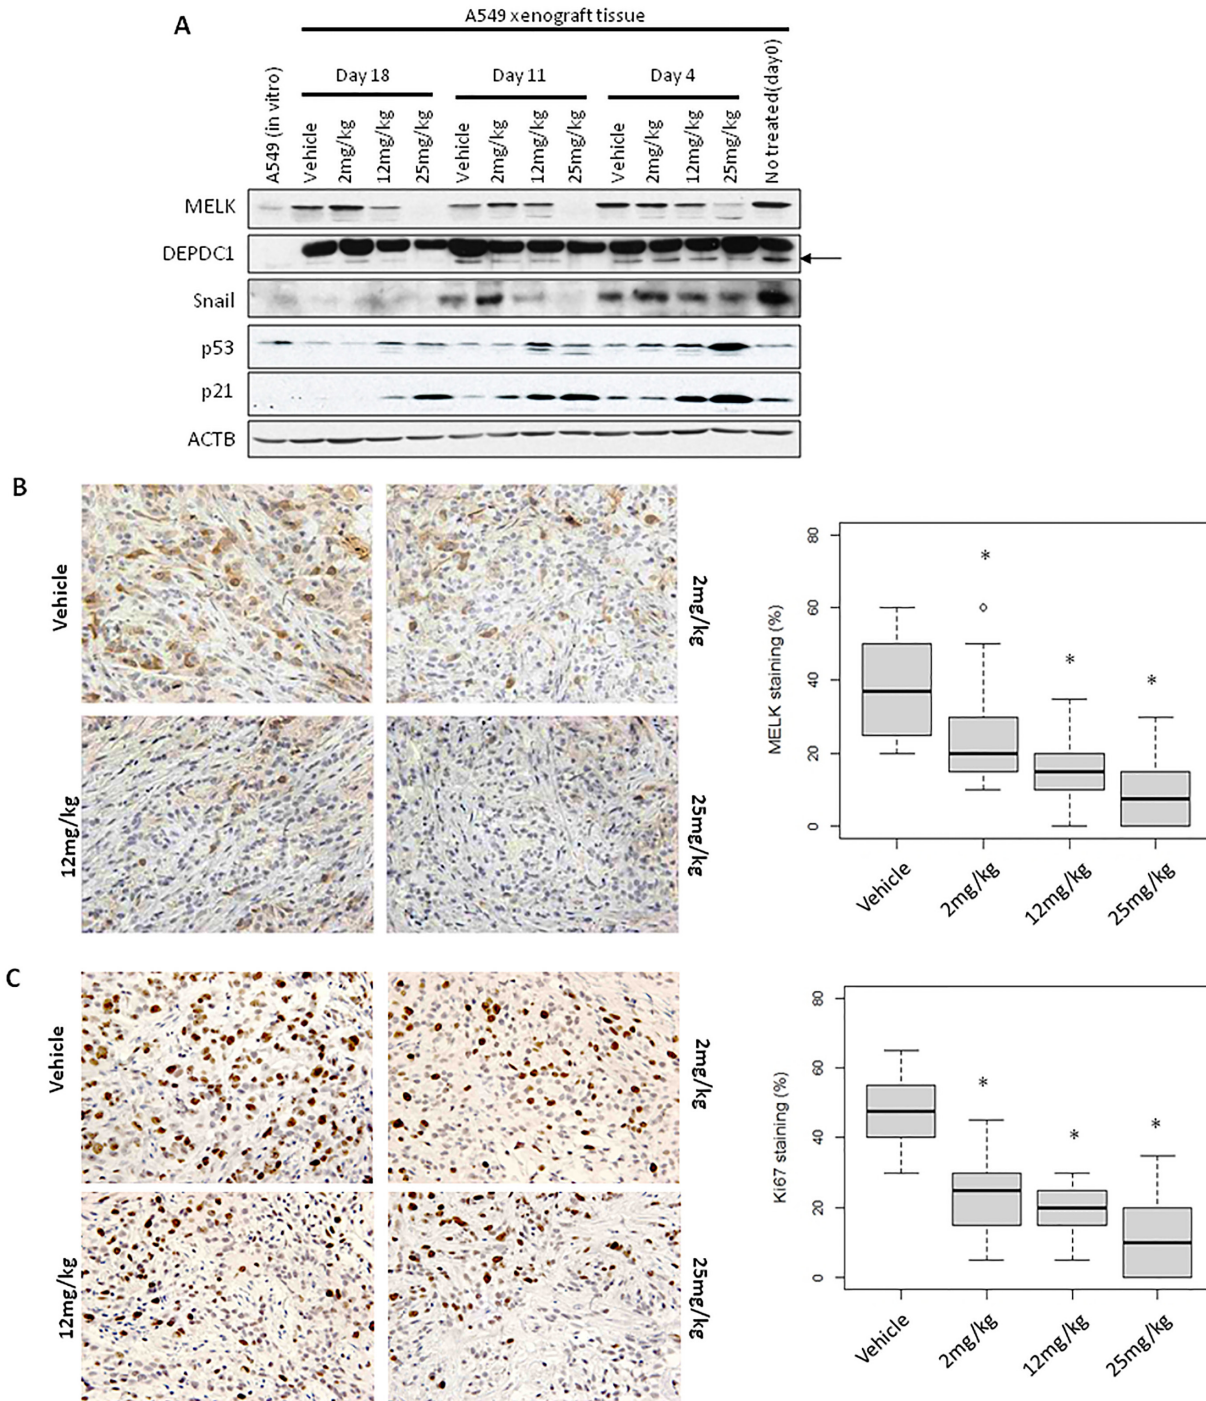 A
A549 xenograft tissue
Day 18
Day 11
Day 4
A549 (in vitro)
Vehicle
2mg/kg
12mg/kg
25mg/kg
Vehicle
2mg/kg
12mg/kg
25mg/kg
Vehicle
2mg/kg
12mg/kg
25mg/kg
No treated(day0)
MELK
DEPDC1
Snail
p53
p21
ACTB
B
Vehicle
2mg/kg
12mg/kg
25mg/kg
MELK staining (%)
80
60
40
20
0
*
*
*
Vehicle
2mg/kg
12mg/kg
25mg/kg
C
Vehicle
2mg/kg
12mg/kg
25mg/kg
Ki67 staining (%)
80
60
40
20
0
*
*
*
Vehicle
2mg/kg
12mg/kg
25mg/kg